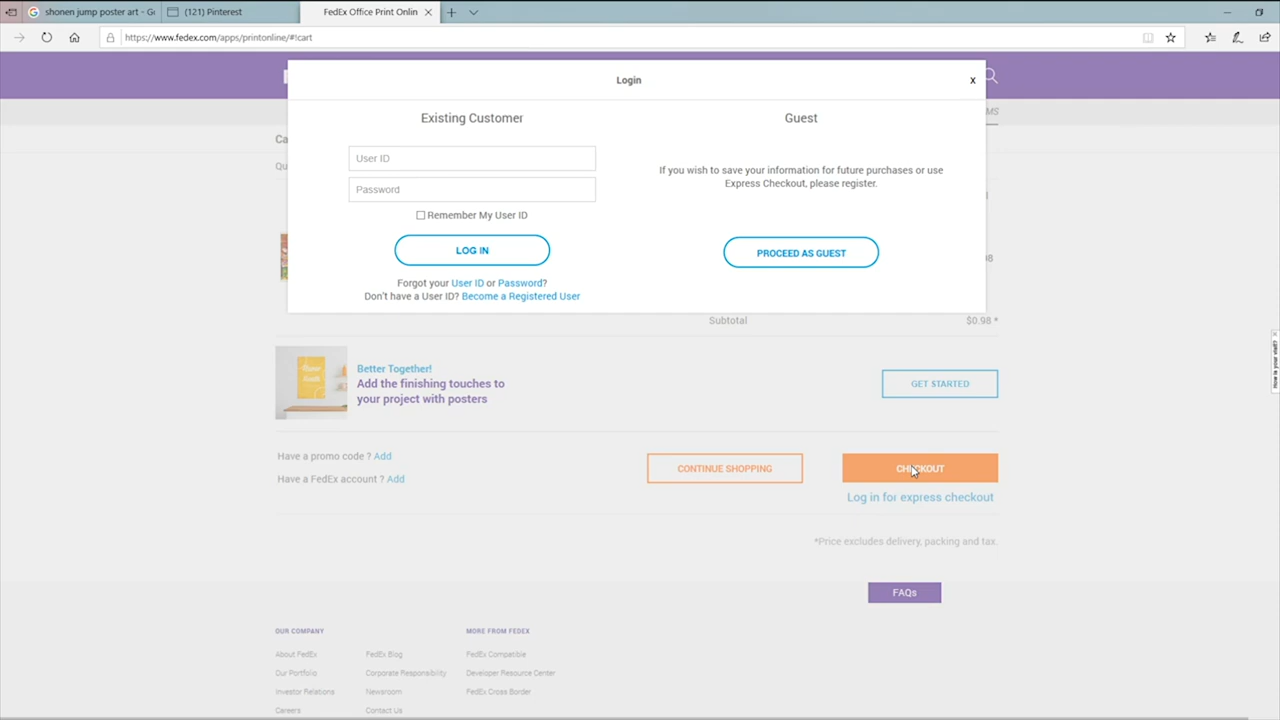 shonen jump poster art - Go
(121) Pinterest
FedEx Office Print Onlin
https://www.fedex.com/apps/printonline/#!cart
Login
x
Existing Customer
Guest
User ID
If you wish to save your information for future purchases or use
Express Checkout, please register.
Password
Remember My User ID
LOG IN
PROCEED AS GUEST
Forgot your User ID or Password?
Don't have a User ID? Become a Registered User
Subtotal
$0.98 *
Better Together!
Add the finishing touches to
your project with posters
GET STARTED
Have a promo code ? Add
CONTINUE SHOPPING
CHECKOUT
Have a FedEx account ? Add
Log in for express checkout
*Price excludes delivery, packing and tax.
FAQs
OUR COMPANY
MORE FROM FEDEX
About FedEx
FedEx Blog
FedEx Compatible
Our Portfolio
Corporate Responsibility
Developer Resource Center
Investor Relations
Newsroom
FedEx Cross Border
Careers
Contact Us